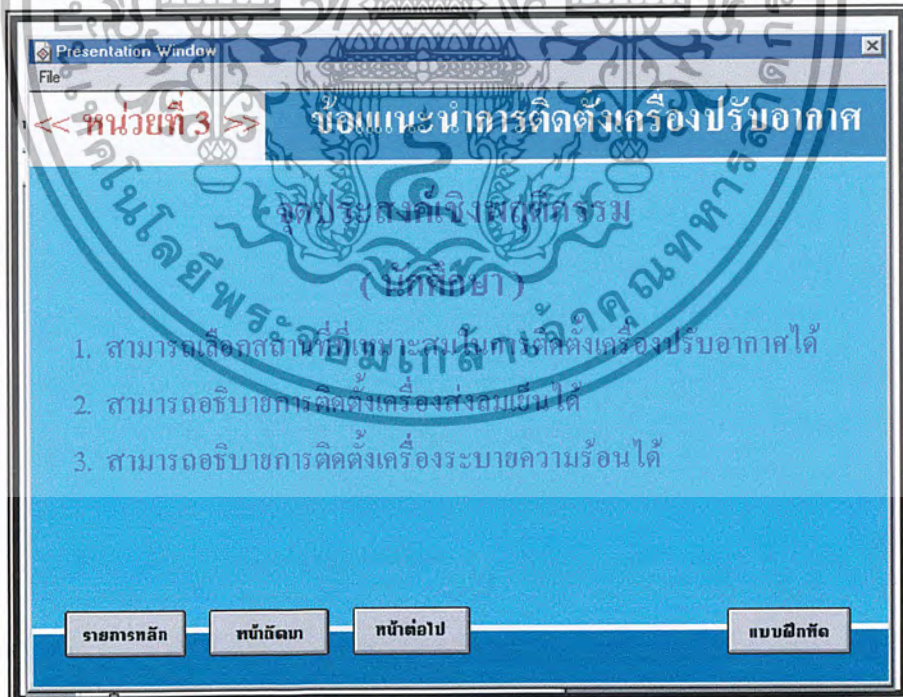 Presentation Window
File
<< หน่วยที่ 3 >>
ข้อแนะนำการติดตั้งเครื่องปรับอากาศ
จุดประสงค์เชิงพฤติกรรม
( นักศึกษา )
1. สามารถเลือกสถานที่ที่เหมาะสมในการติดตั้งเครื่องปรับอากาศได้
2. สามารถอธิบายการติดตั้งเครื่องส่งลมเย็นได้
3. สามารถอธิบายการติดตั้งเครื่องระบายความร้อนได้
รายการหลัก
หน้าถัดมา
หน้าต่อไป
แบบฝึกหัด